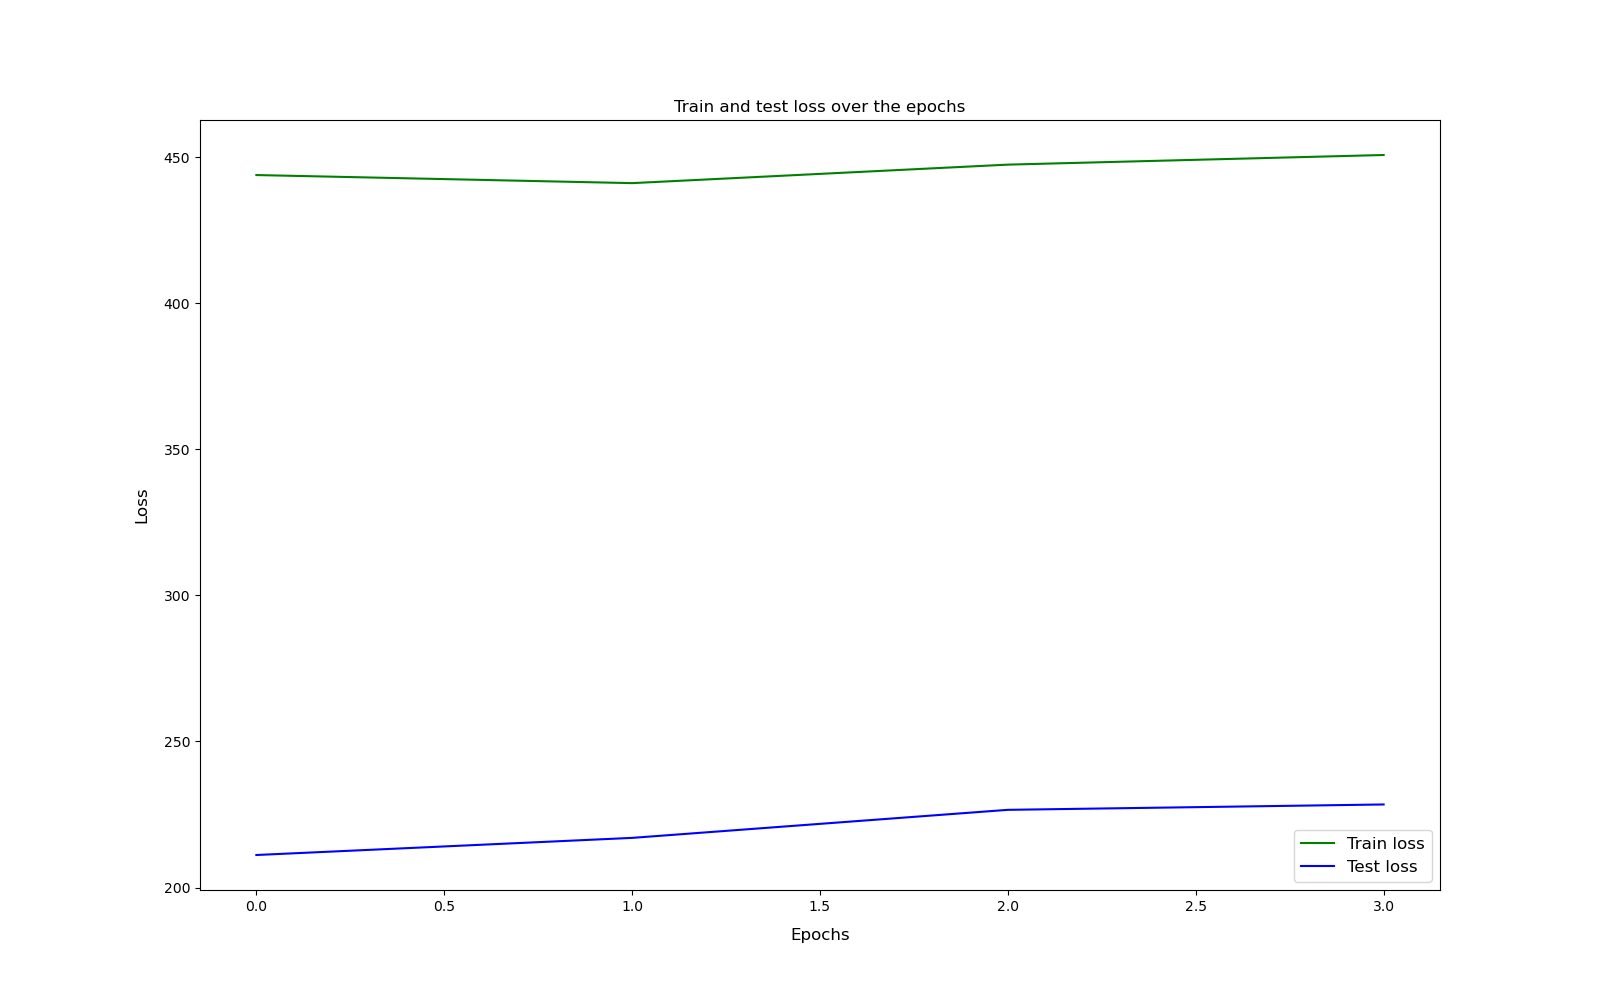 Train and test loss over the epochs
450
400
350
300
250
200
Loss
0.0 0.5 1.0 1.5 2.0 2.5 3.0
Epochs
Train loss
Test loss